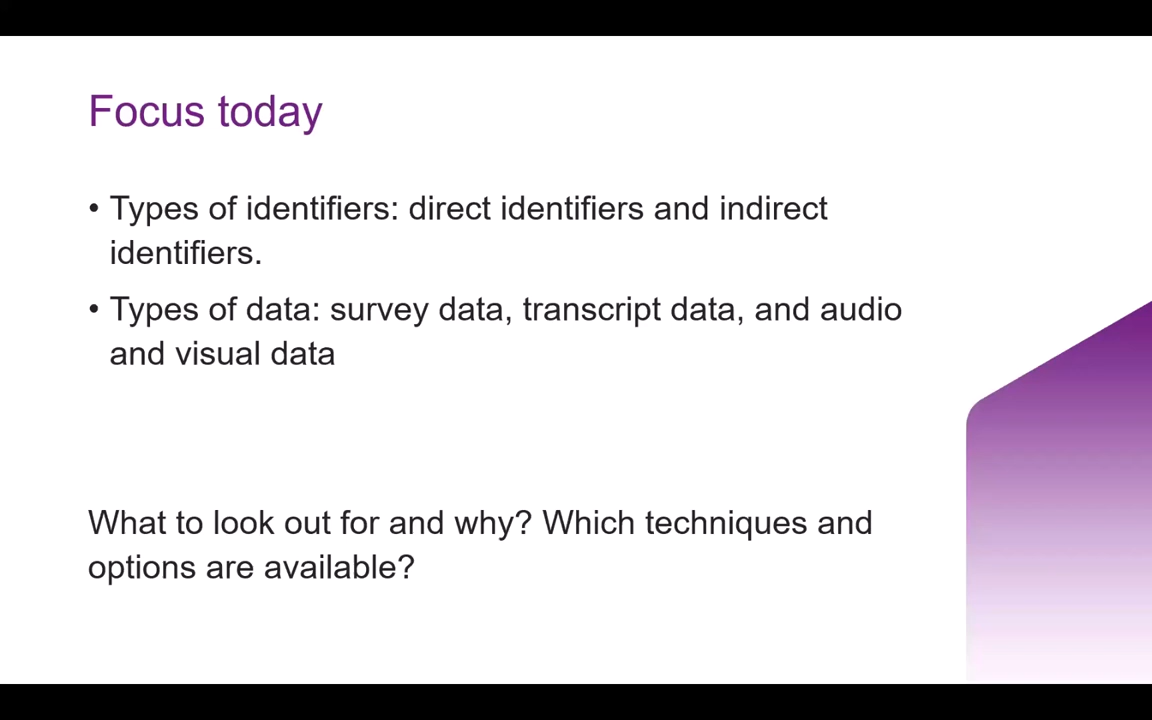 Focus today
• Types of identifiers: direct identifiers and indirect
identifiers.
• Types of data: survey data, transcript data, and audio
and visual data
What to look out for and why? Which techniques and
options are available?